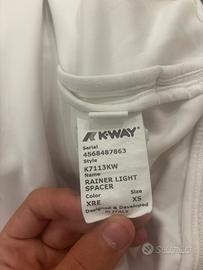 K-WAY
Serial
4568487863
Style
K7113KW
Name
RAINER LIGHT
SPACER
Color Size
XRE XS
Designed & Developed
in ITALY